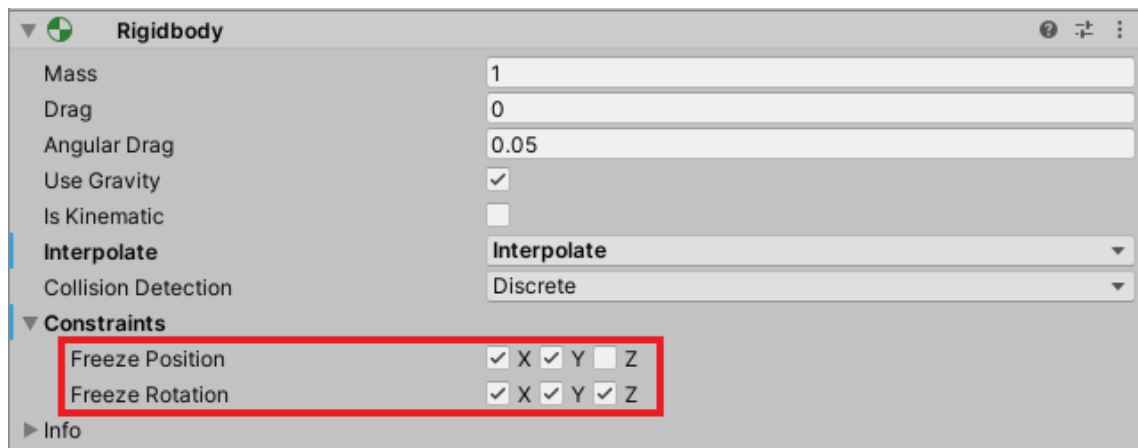 Rigidbody
Mass 1
Drag 0
Angular Drag 0.05
Use Gravity
Is Kinematic
Interpolate Interpolate
Collision Detection Discrete
Constraints
Freeze Position X Y Z
Freeze Rotation X Y Z
Info